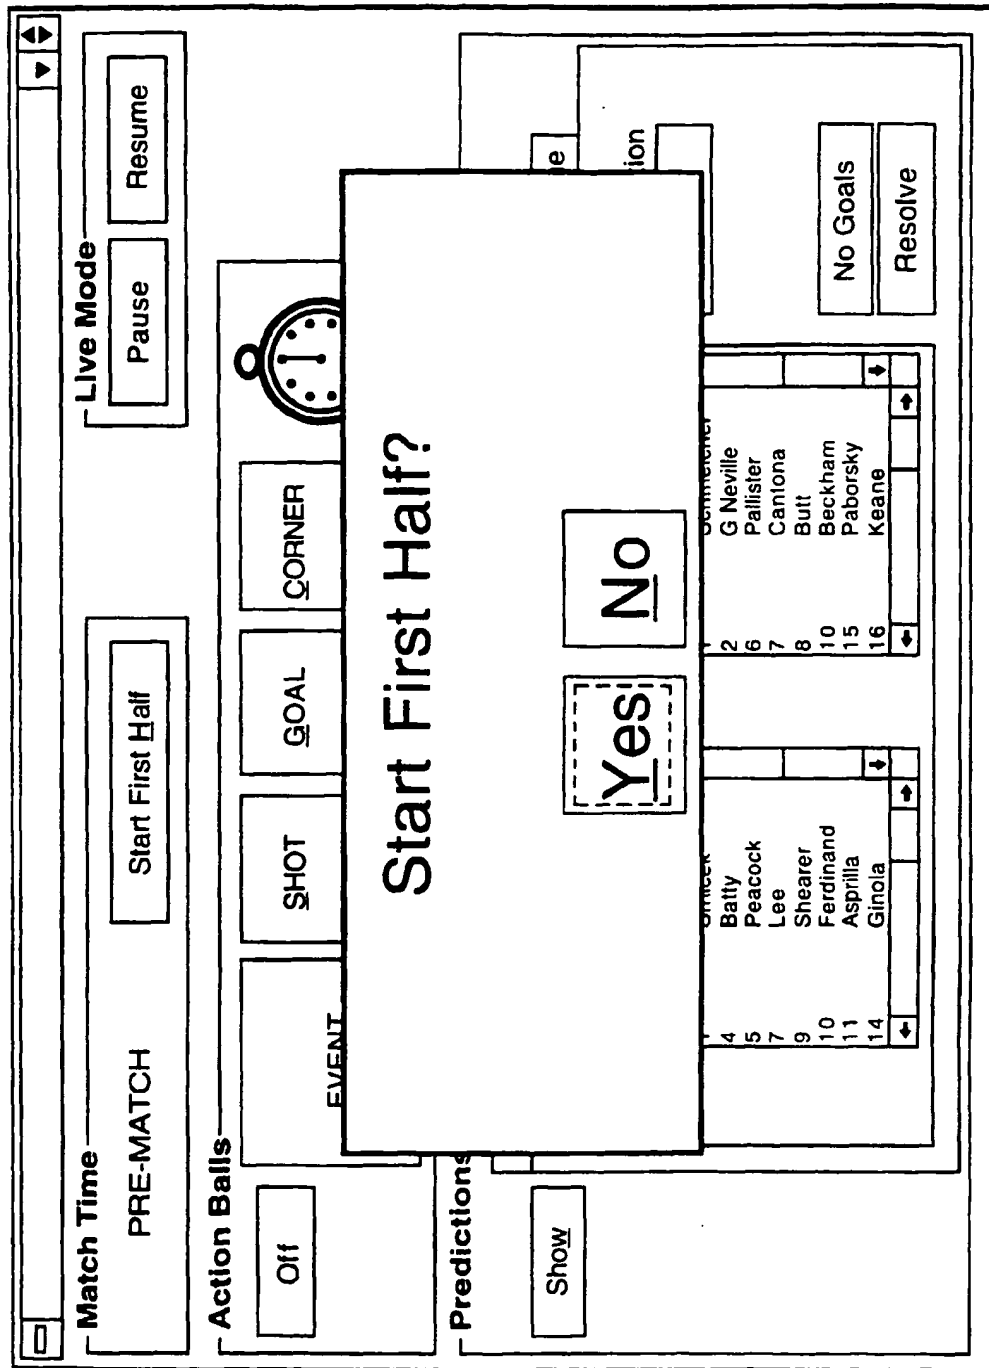 Match Time
PRE-MATCH
Start First Half
Live Mode
Pause
Resume
Action Balls
Off
EVENT
SHOT
GOAL
CORNER
Start First Half?
Yes
No
Predictions
Show
4 Batty
5 Peacock
7 Lee
9 Shearer
10 Ferdinand
11 Asprilla
14 Ginola
2 G Neville
6 Pallister
7 Cantona
8 Butt
10 Beckham
15 Paborsky
16 Keane
No Goals
Resolve